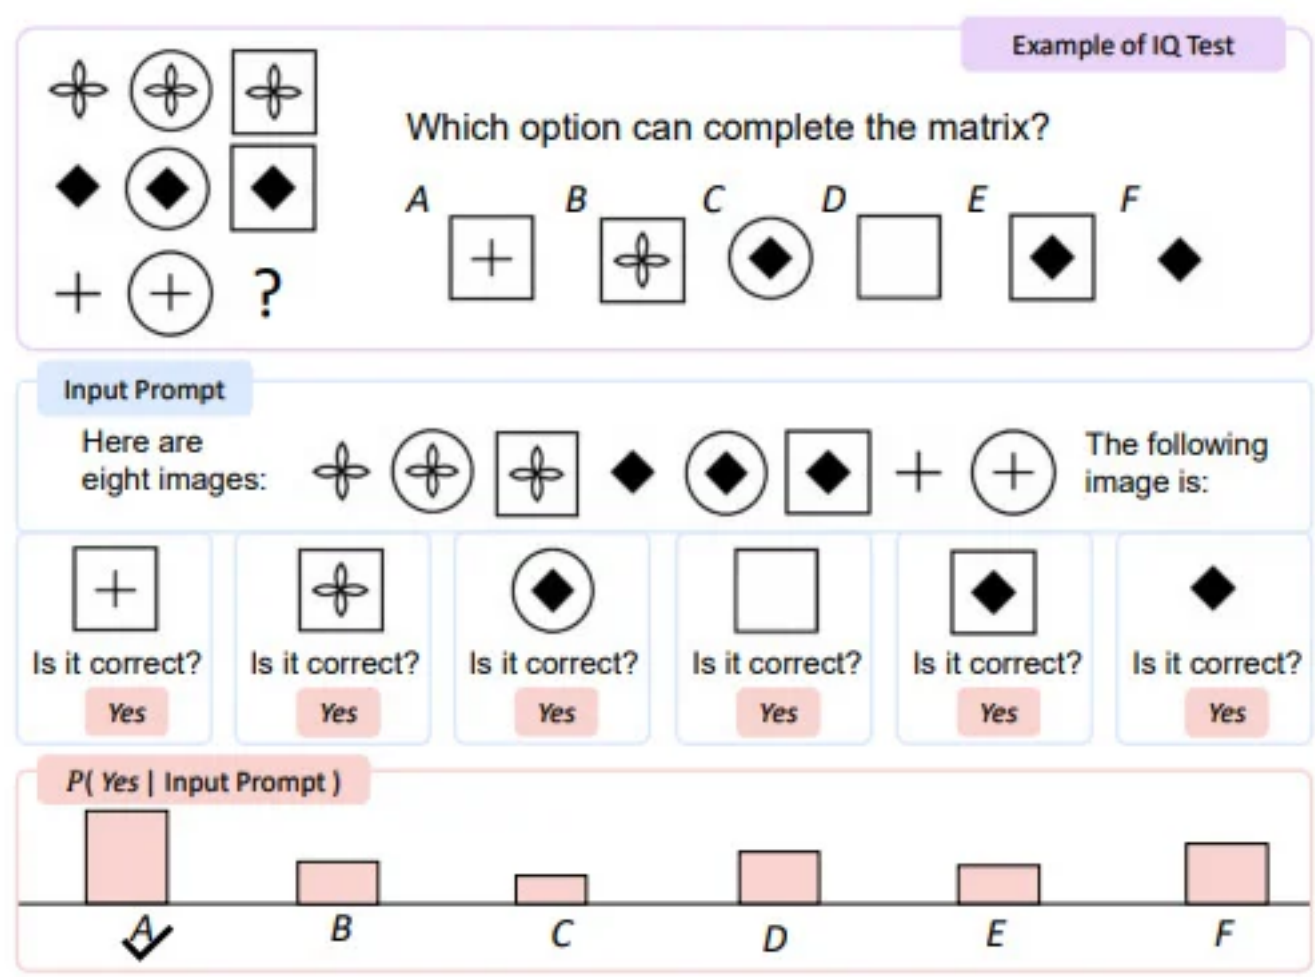 Example of IQ Test
Which option can complete the matrix?
A B C D E F
?
Input Prompt
Here are
eight images:
The following
image is:
Is it correct? Is it correct? Is it correct? Is it correct? Is it correct? Is it correct?
Yes Yes Yes Yes Yes Yes
P( Yes | Input Prompt )
A B C D E F